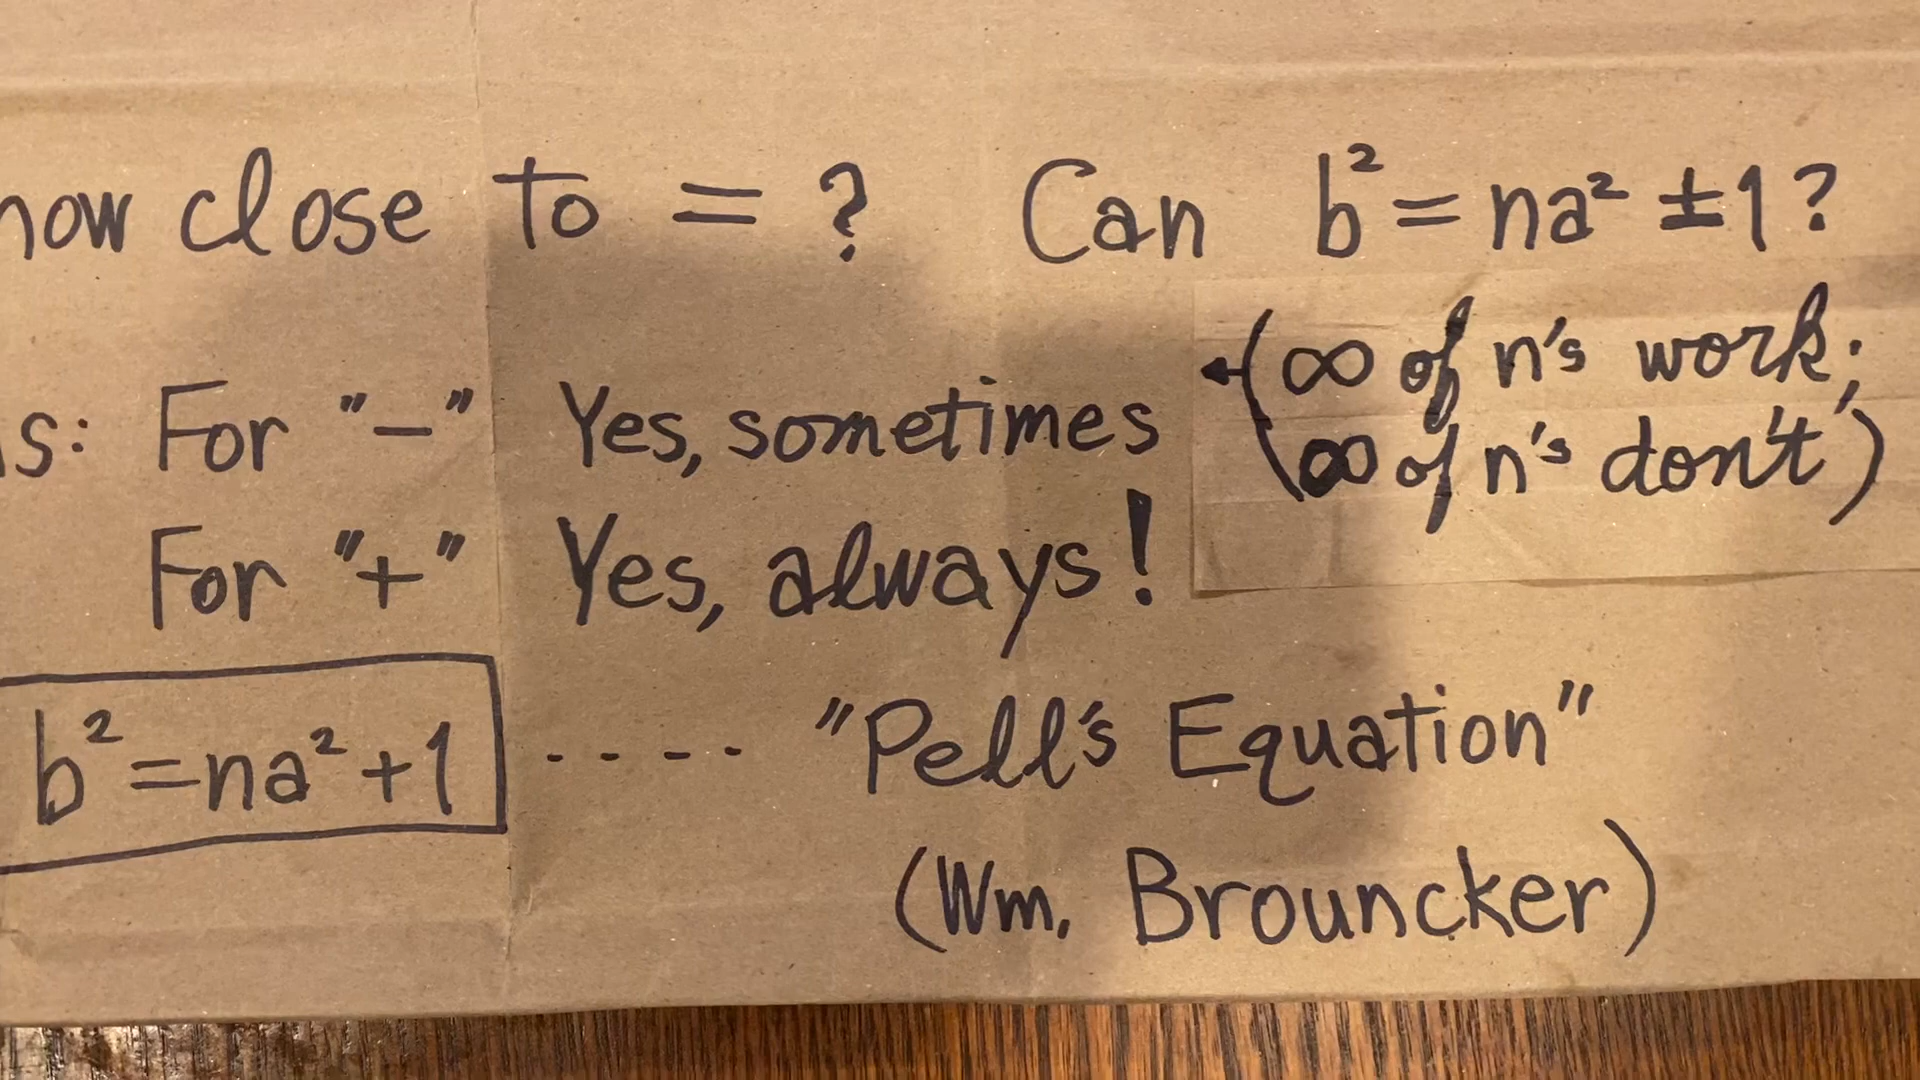 how close to = ? Can b² = na² ±1?
(∞ of n's work;
s: For "−" Yes, sometimes
∞ of n's don't)
For "+" Yes, always!
b² = na² + 1 ---- "Pell's Equation"
(Wm. Brouncker)